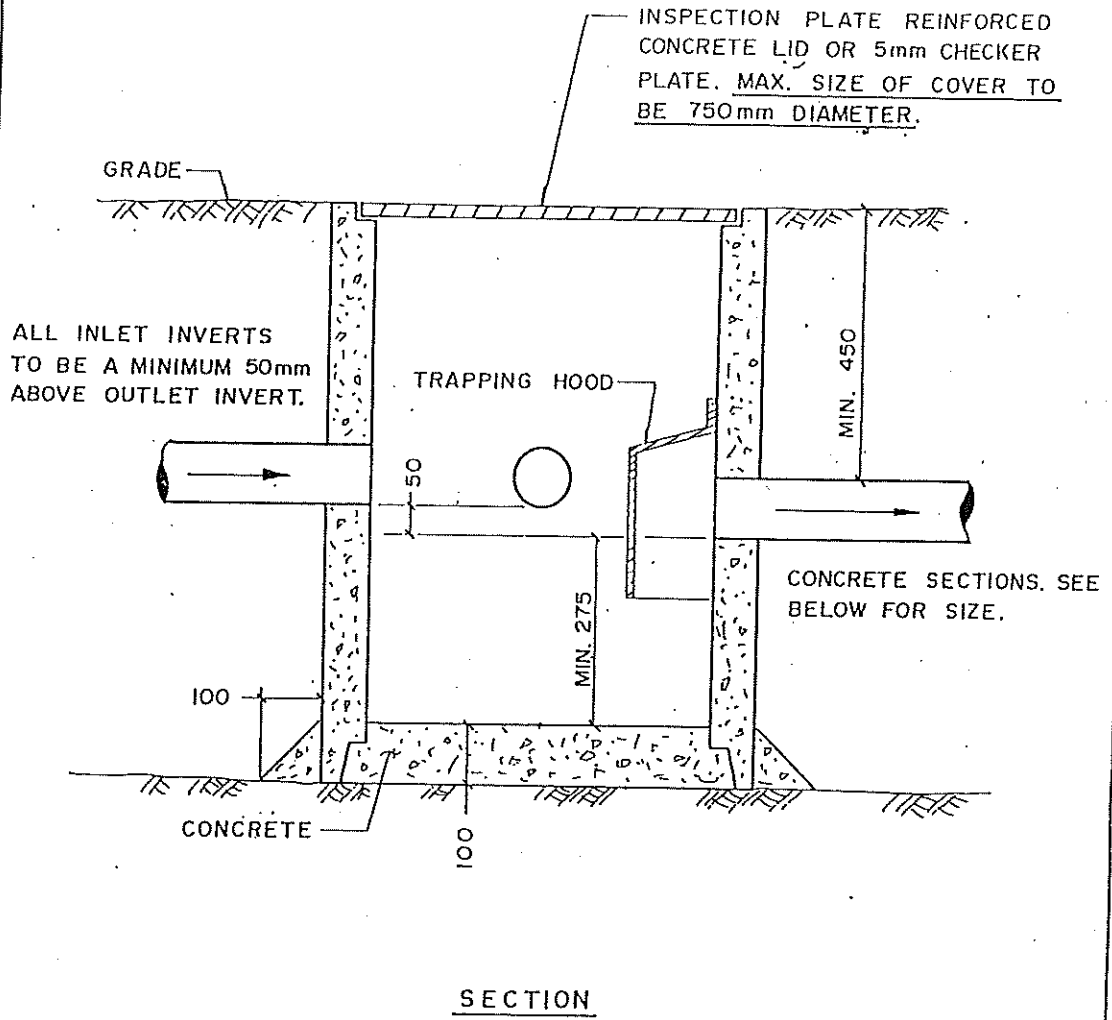 INSPECTION PLATE REINFORCED
CONCRETE LID OR 5mm CHECKER
PLATE. MAX. SIZE OF COVER TO
BE 750mm DIAMETER.
GRADE
ALL INLET INVERTS
TO BE A MINIMUM 50mm
ABOVE OUTLET INVERT.
TRAPPING HOOD
MIN. 450
50
CONCRETE SECTIONS. SEE
BELOW FOR SIZE.
MIN. 275
100
CONCRETE
100
SECTION